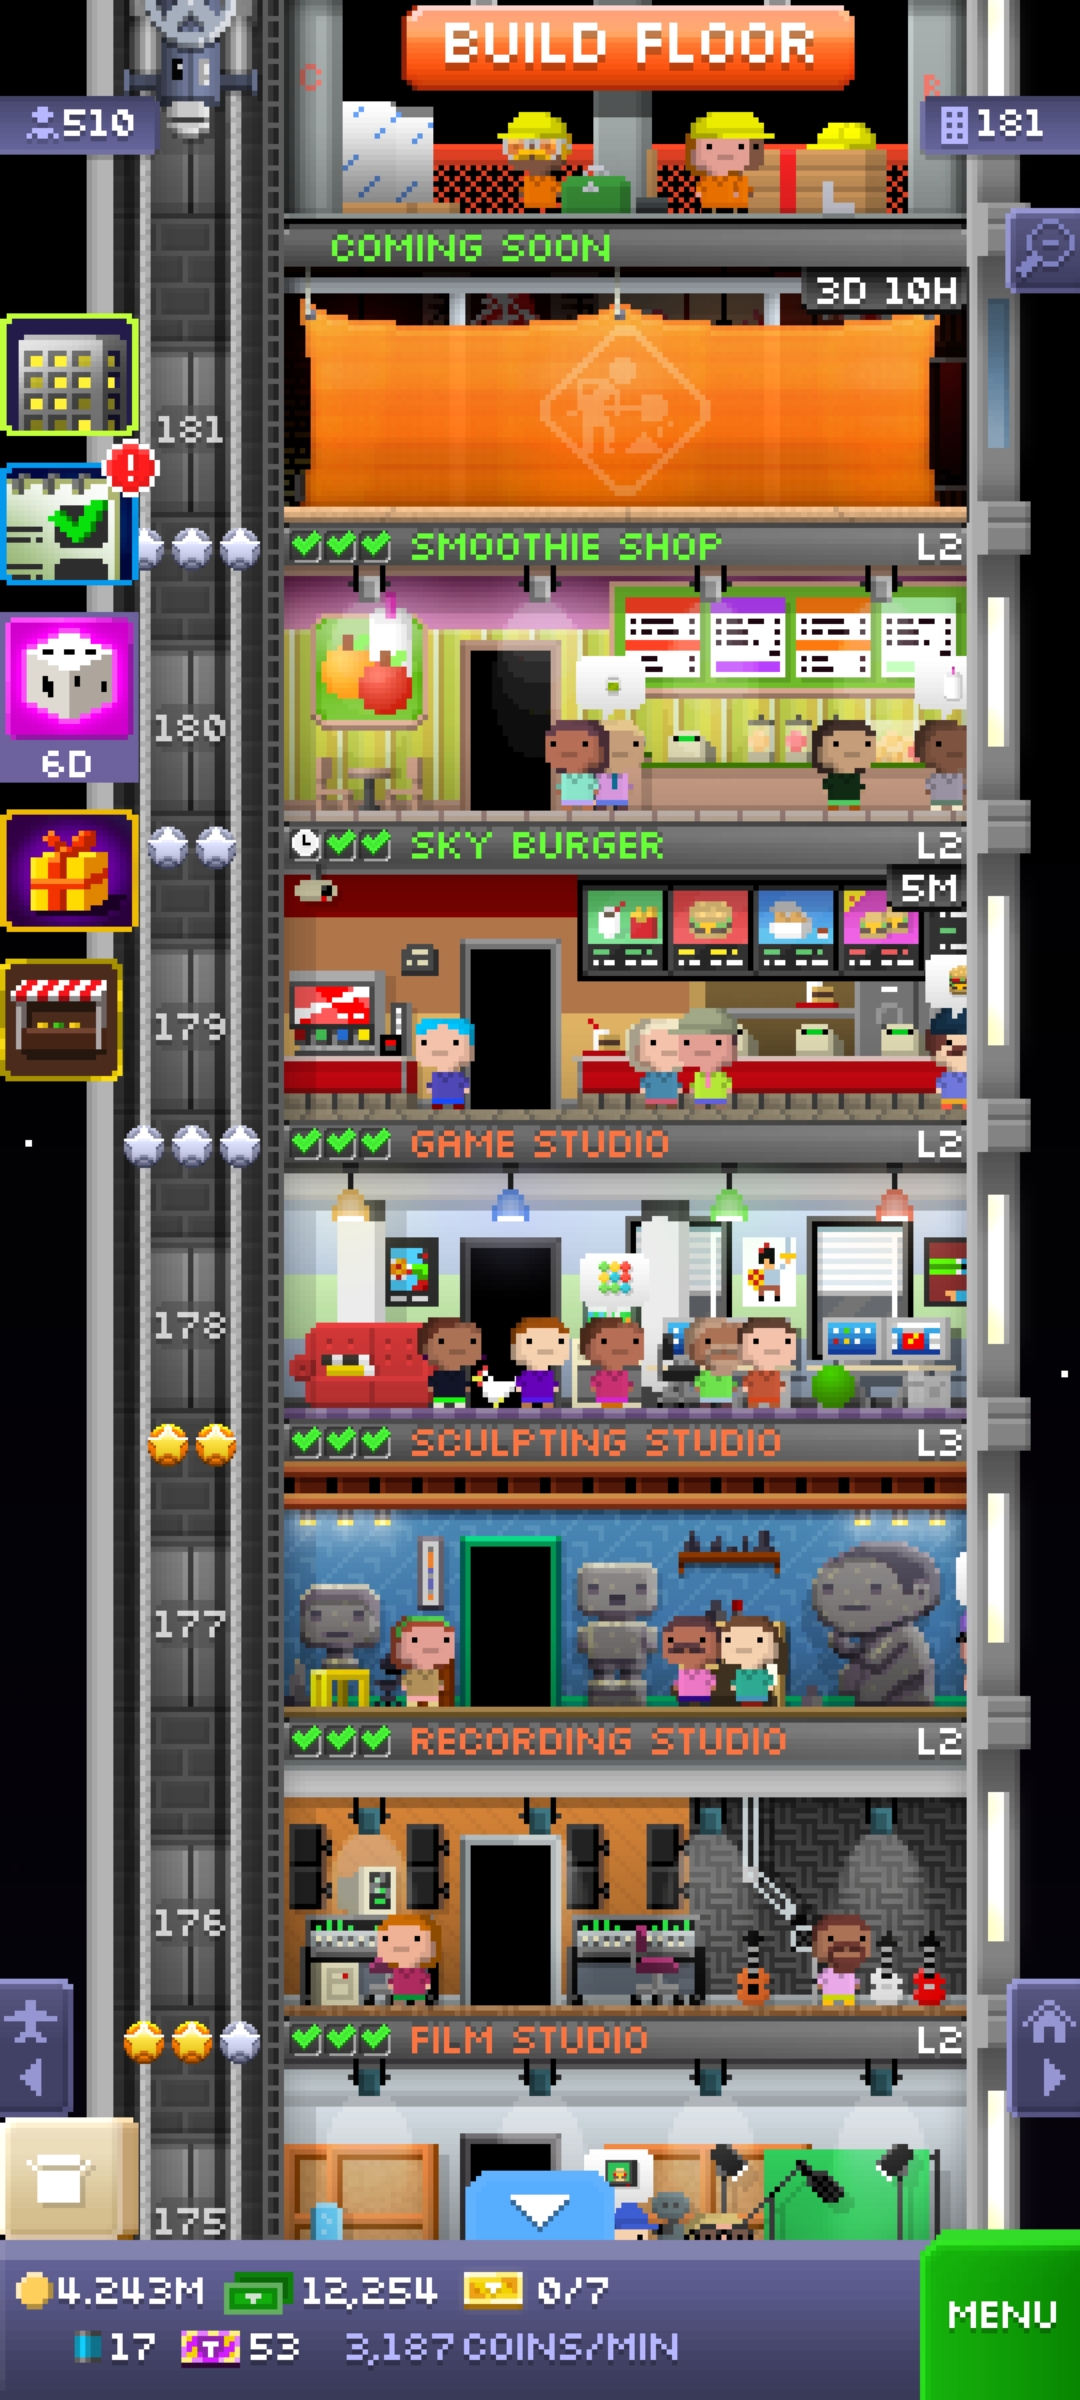 BUILD FLOOR
C
R
510
181
COMING SOON
3D 10H
181
SMOOTHIE SHOP L2
6D
180
SKY BURGER L2
5M
179
GAME STUDIO L2
178
SCULPTING STUDIO L3
177
RECORDING STUDIO L2
176
FILM STUDIO L2
175
4.243M 12,254 0/7
17 53 3,187 COINS/MIN
MENU